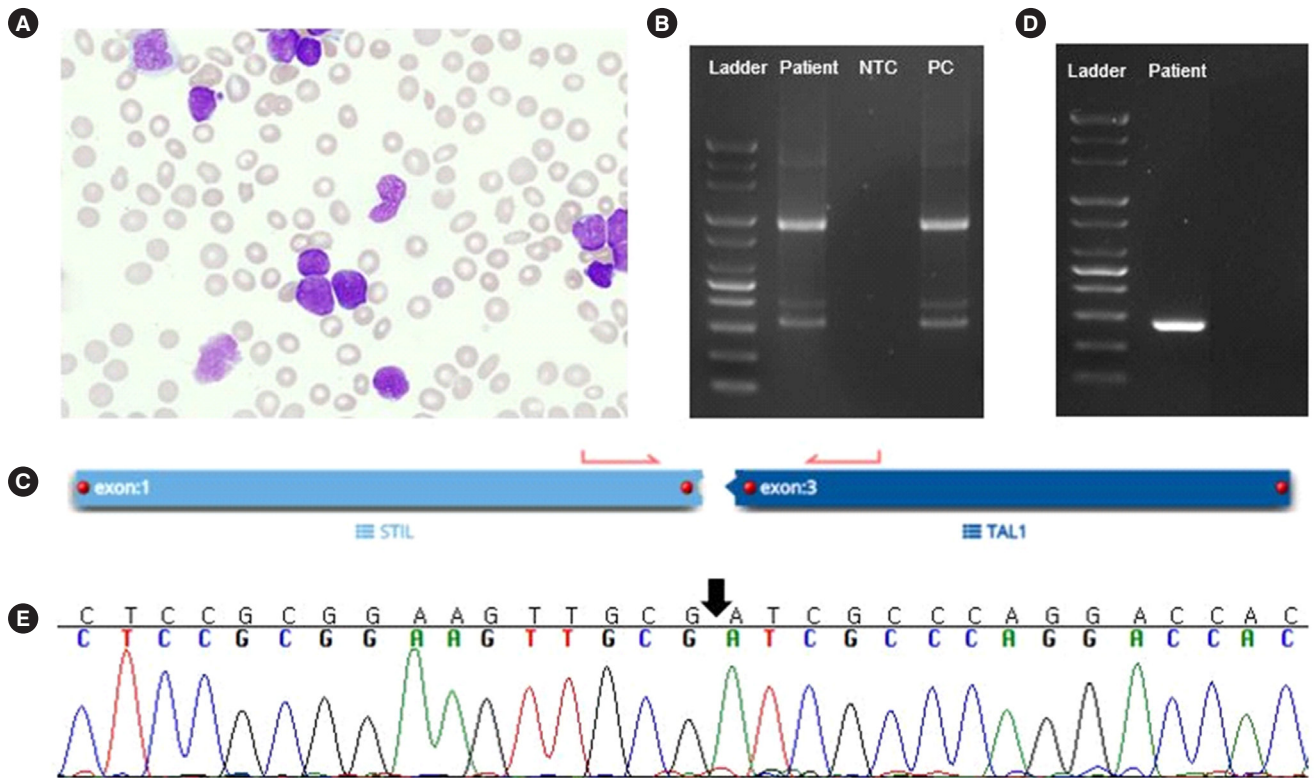 A
B
D
Ladder Patient NTC PC
Ladder Patient
C
exon:1
exon:3
STIL
TAL1
E
C T C C G C G G A A G T T G C G A T C G C C C A G G A C C A C
C T C C G C G G A A G T T G C G A T C G C C C A G G A C C A C